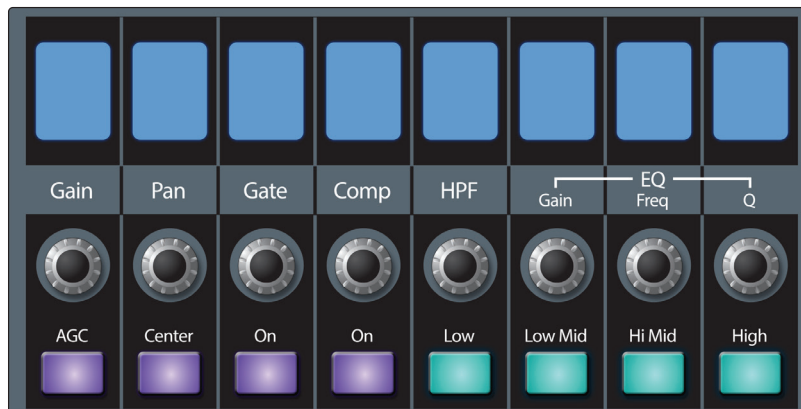 Gain Pan Gate Comp HPF EQ
Gain Freq Q
AGC Center On On Low Low Mid Hi Mid High